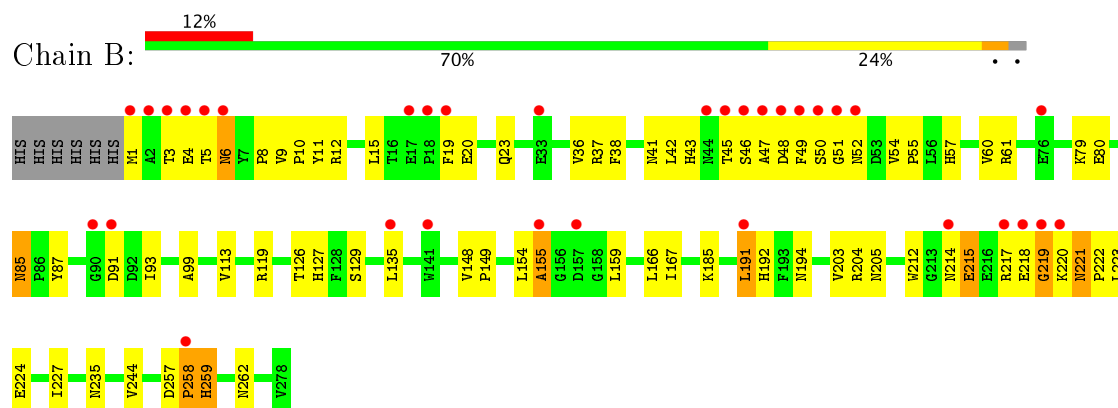 12%
Chain B:
70% 24% . .
HIS HIS HIS HIS HIS HIS M1 A2 T3 E4 T5 N6 Y7 P8 V9 P10 Y11 R12 L15 T16 E17 P18 F19 E20 Q23 E33 V36 R37 F38 N41 L42 H43 N44 T45 S46 A47 D48 F49 S50 G51 N52 D53 V54 P55 L56 H57 V60 R61 E76 K79 E80
N85 P86 Y87 G90 D91 D92 I93 A99 V113 R119 T126 H127 F128 S129 L135 W141 V148 P149 L154 A155 G156 D157 G158 L159 L166 I167 K185 L191 H192 F193 N194 V203 R204 N205 W212 G213 N214 E215 E216 R217 E218 G219 K220 N221 P222
E224 I227 N235 V244 D257 P258 H259 N262 V278